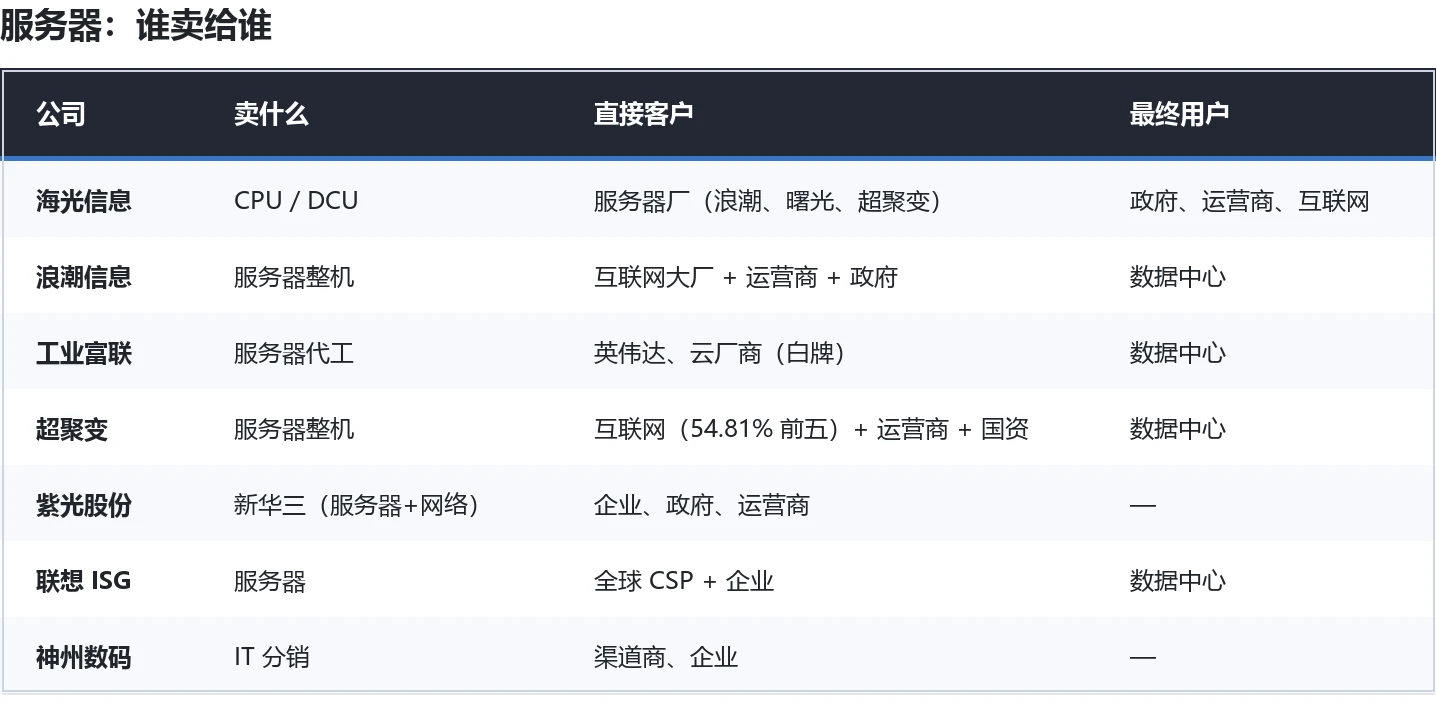 服务器：谁卖给谁
公司 卖什么 直接客户 最终用户
海光信息 CPU / DCU 服务器厂（浪潮、曙光、超聚变） 政府、运营商、互联网
浪潮信息 服务器整机 互联网大厂 + 运营商 + 政府 数据中心
工业富联 服务器代工 英伟达、云厂商（白牌） 数据中心
超聚变 服务器整机 互联网（54.81% 前五）+ 运营商 + 国资 数据中心
紫光股份 新华三（服务器+网络） 企业、政府、运营商 —
联想 ISG 服务器 全球 CSP + 企业 数据中心
神州数码 IT 分销 渠道商、企业 —